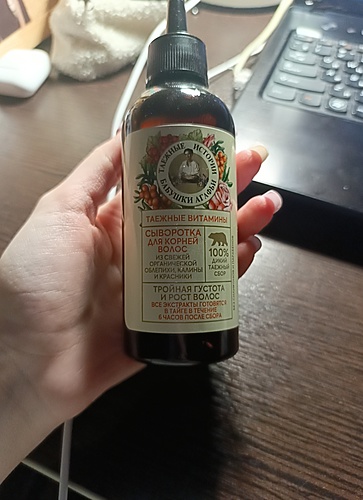 ТАЕЖНЫЕ ИСТОРИИ
БАБУШКИ АГАФЬИ
ТАЕЖНЫЕ ВИТАМИНЫ
СЫВОРОТКА
ДЛЯ КОРНЕЙ
ВОЛОС
ИЗ СВЕЖЕЙ
ОРГАНИЧЕСКОЙ
ОБЛЕПИХИ, КАЛИНЫ
И КРАСНИКИ
100%
ДИКИЙ
ТАЕЖНЫЙ
СБОР
ТРОЙНАЯ ГУСТОТА
И РОСТ ВОЛОС
ВСЕ ЭКСТРАКТЫ ГОТОВЯТСЯ
В ТАЙГЕ В ТЕЧЕНИЕ
6 ЧАСОВ ПОСЛЕ СБОРА